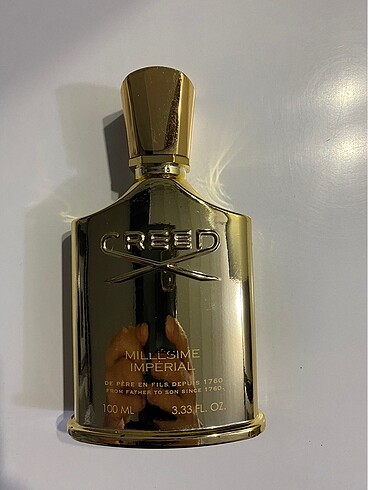 CREED
MILLÉSIME
IMPÉRIAL
DE PÈRE EN FILS DEPUIS 1760
FROM FATHER TO SON SINCE 1760.
100 ML 3.33 FL. OZ.